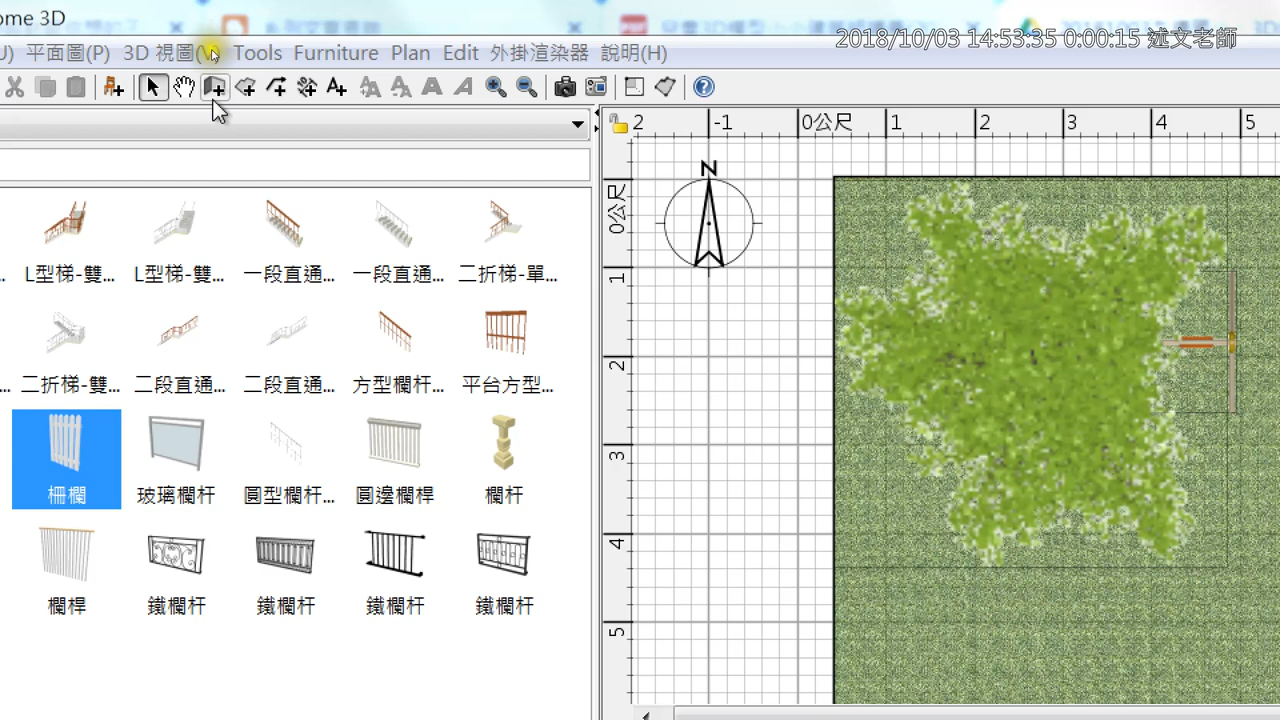 ome 3D
2018/10/03 14:53:35 0:00:15 述文老師
U) 平面圖(P) 3D 視圖(V) Tools Furniture Plan Edit 外掛渲染器 說明(H)
2 -1 0公尺 1 2 3 4 5
N
0公尺
1
2
3
4
5
L型梯-雙... L型梯-雙... 一段直通... 一段直通... 二折梯-單...
二折梯-雙... 二段直通... 二段直通... 方型欄杆... 平台方型...
柵欄 玻璃欄杆 圓型欄杆... 圓邊欄桿 欄杆
欄桿 鐵欄杆 鐵欄杆 鐵欄杆 鐵欄杆